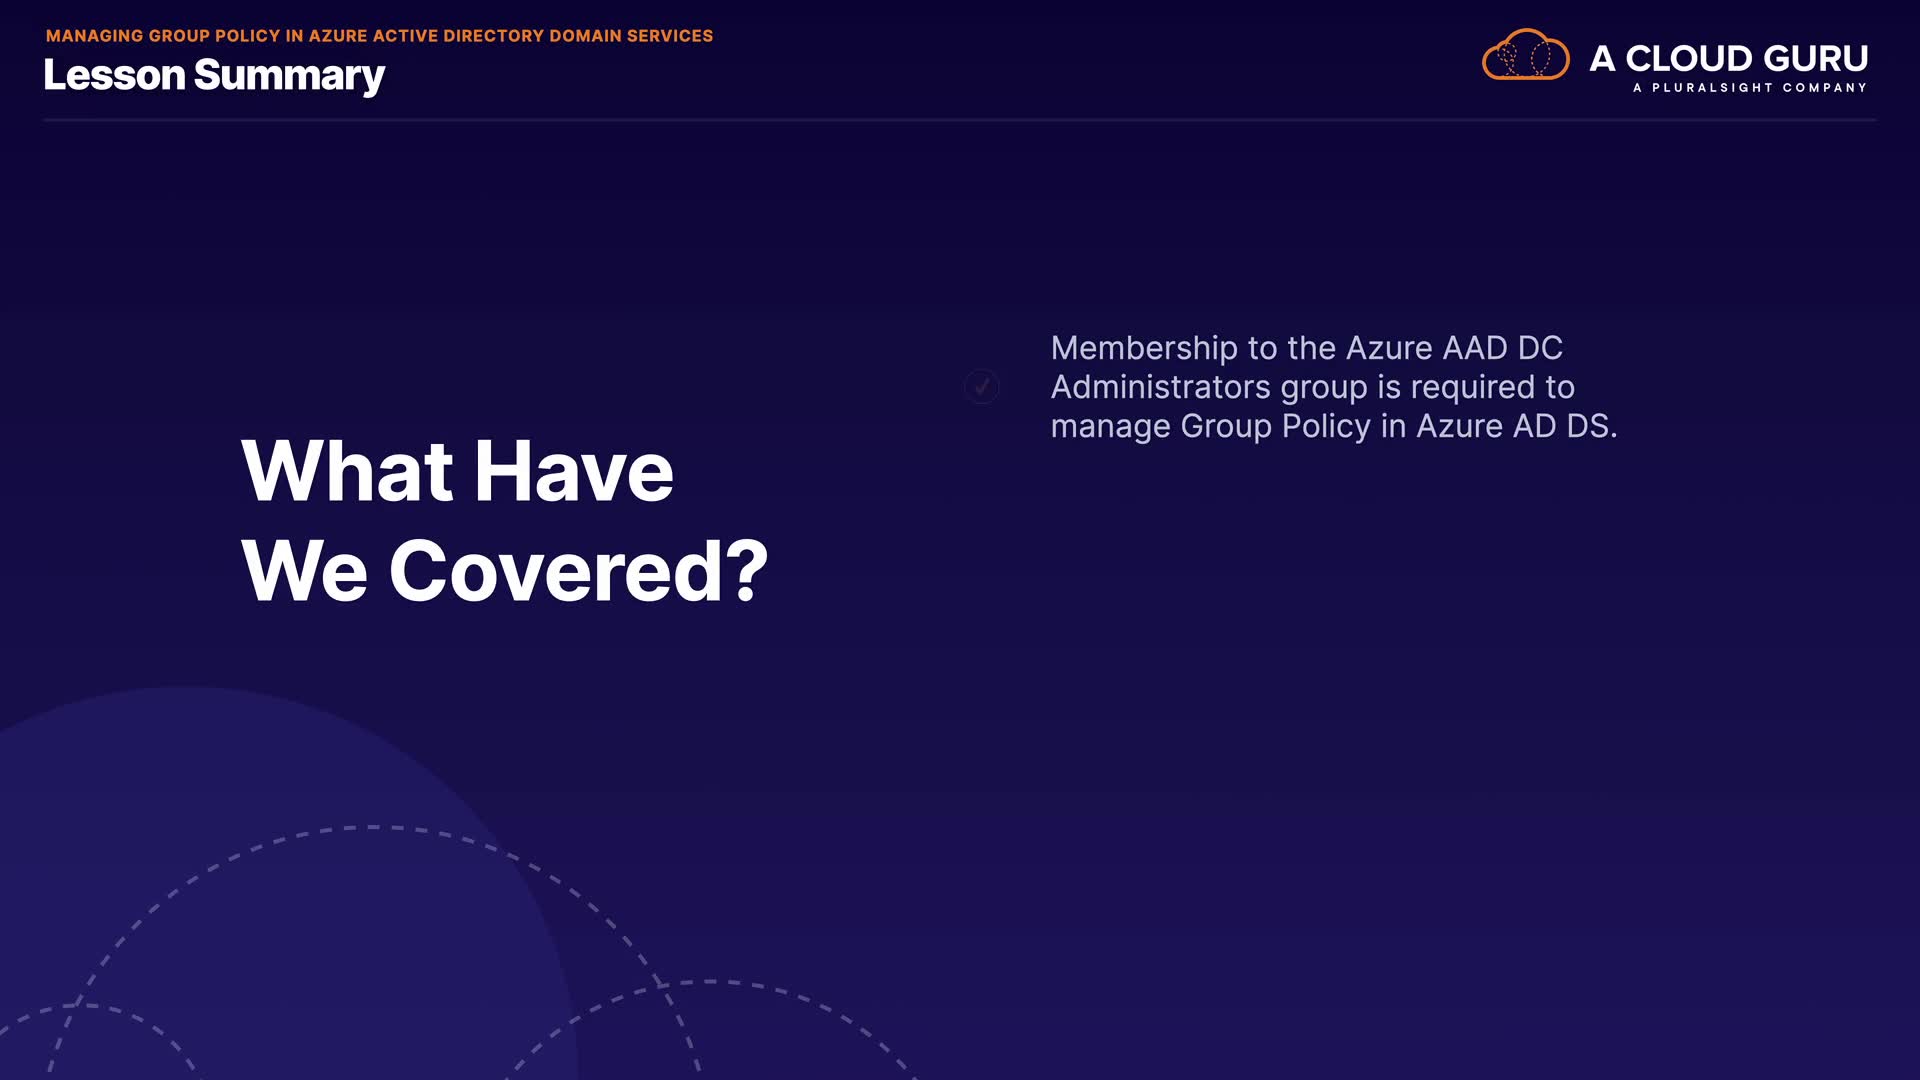 MANAGING GROUP POLICY IN AZURE ACTIVE DIRECTORY DOMAIN SERVICES
Lesson Summary
A CLOUD GURU
A PLURALSIGHT COMPANY
What Have
We Covered?
Membership to the Azure AAD DC
Administrators group is required to
manage Group Policy in Azure AD DS.